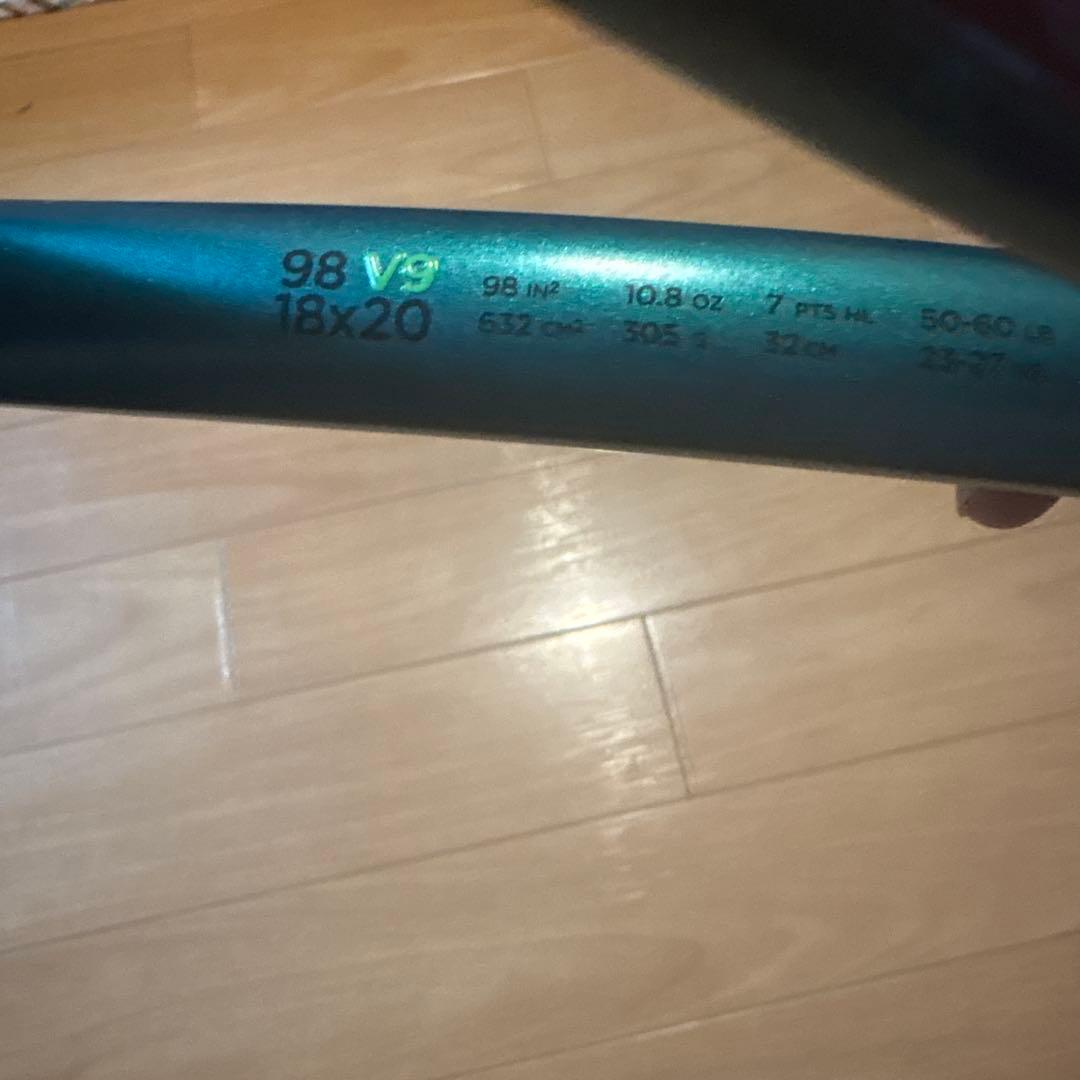 98 V9
18x20
98 IN²
632 CM²
10.8 OZ
305 g
7 PTS HL
32 CM
50-60 LB
23-27